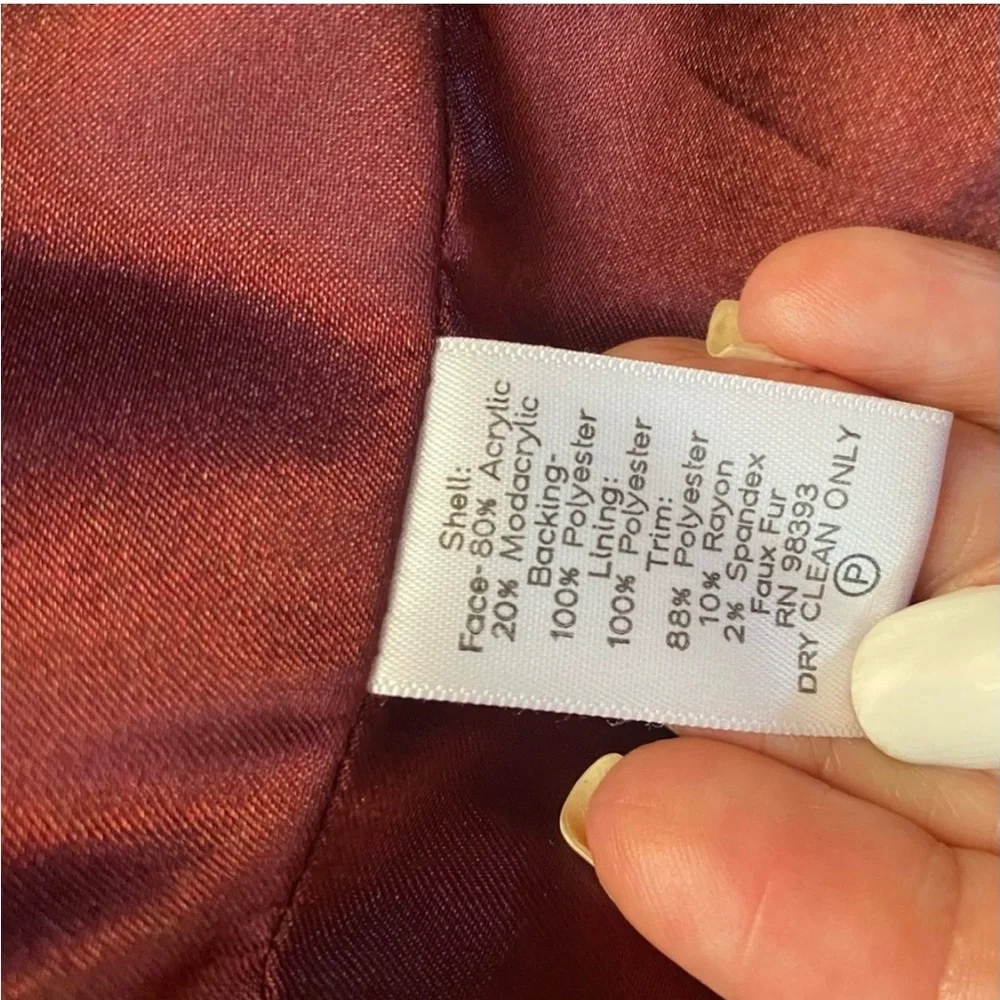 Shell:
Face-80% Acrylic
20% Modacrylic
Backing-
100% Polyester
Lining:
100% Polyester
Trim:
88% Polyester
10% Rayon
2% Spandex
Faux Fur
RN 98393
DRY CLEAN ONLY
P